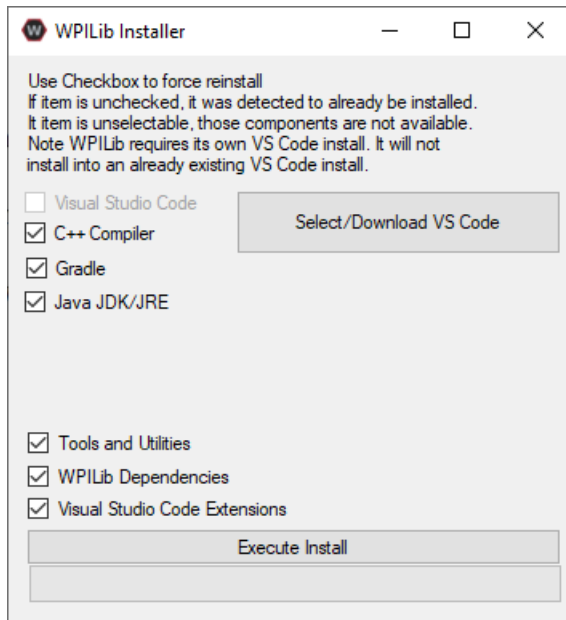 WPILib Installer
Use Checkbox to force reinstall
If item is unchecked, it was detected to already be installed.
It item is unselectable, those components are not available.
Note WPILib requires its own VS Code install. It will not
install into an already existing VS Code install.
Visual Studio Code
Select/Download VS Code
C++ Compiler
Gradle
Java JDK/JRE
Tools and Utilities
WPILib Dependencies
Visual Studio Code Extensions
Execute Install